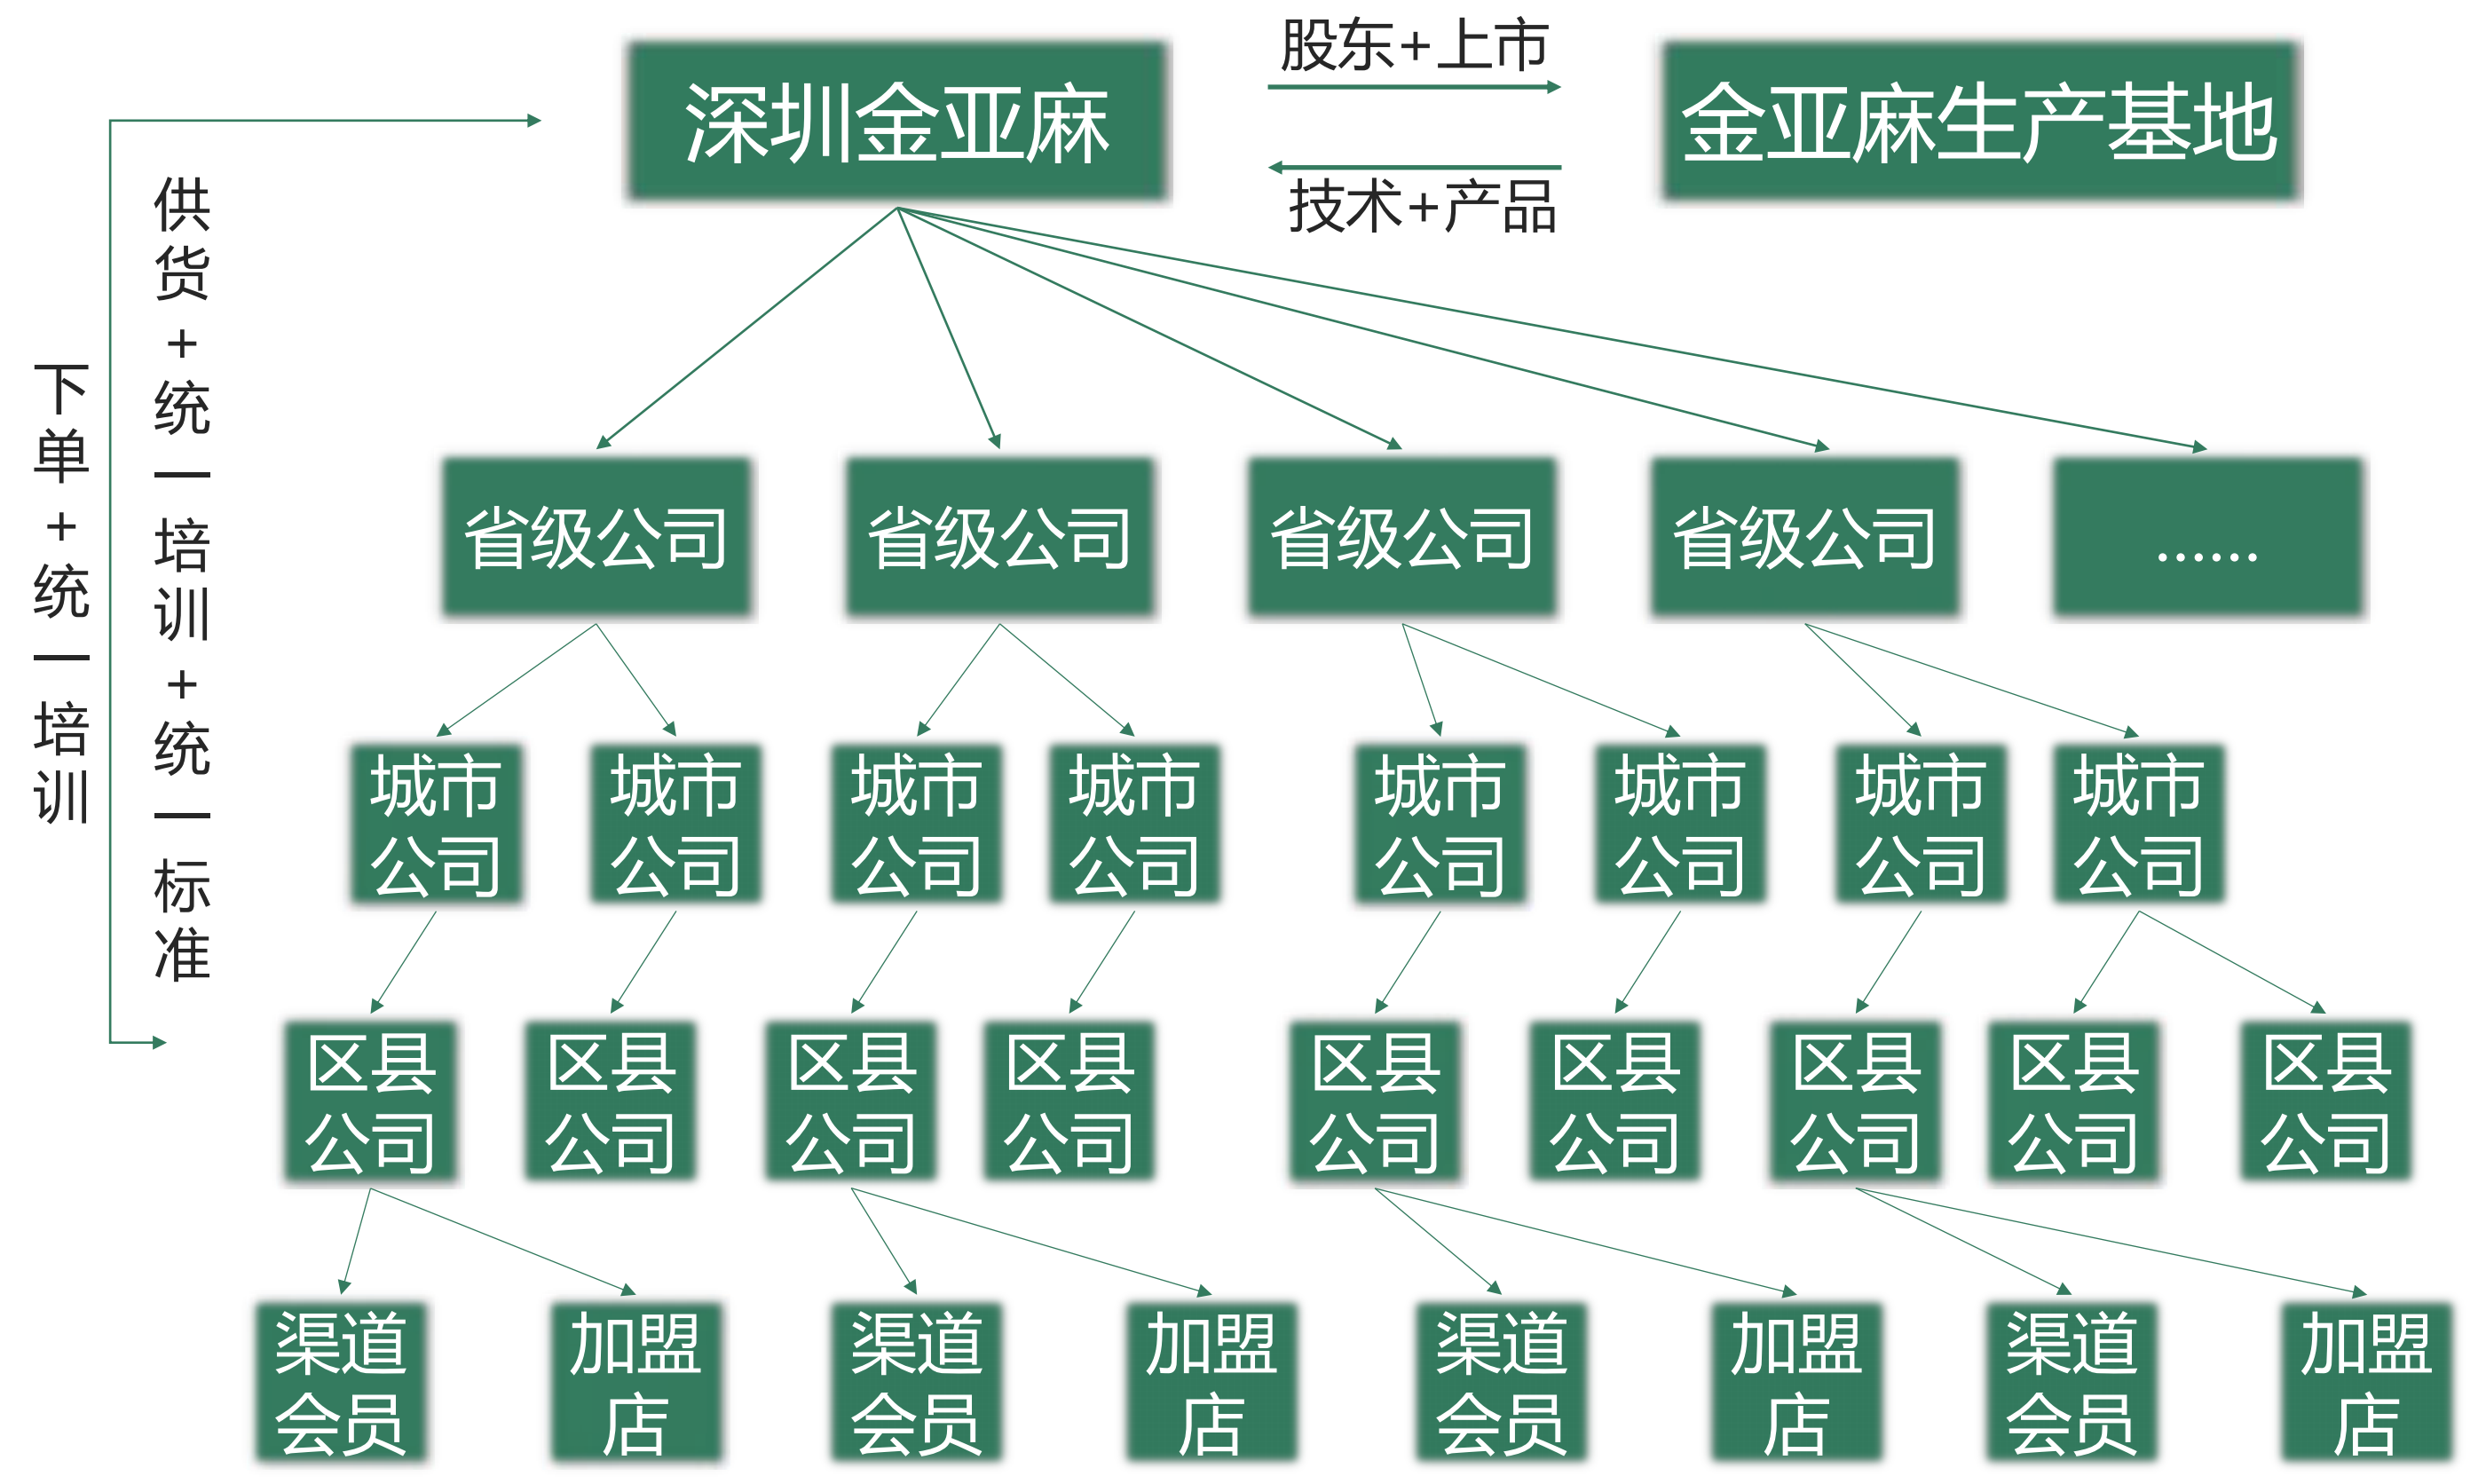 股东+上市
深圳金亚麻
金亚麻生产基地
技术+产品
下单+统一培训
供货+统一培训+统一标准
省级公司
省级公司
省级公司
省级公司
......
城市
公司
城市
公司
城市
公司
城市
公司
城市
公司
城市
公司
城市
公司
城市
公司
区县
公司
区县
公司
区县
公司
区县
公司
区县
公司
区县
公司
区县
公司
区县
公司
区县
公司
渠道
会员
加盟
店
渠道
会员
加盟
店
渠道
会员
加盟
店
渠道
会员
加盟
店